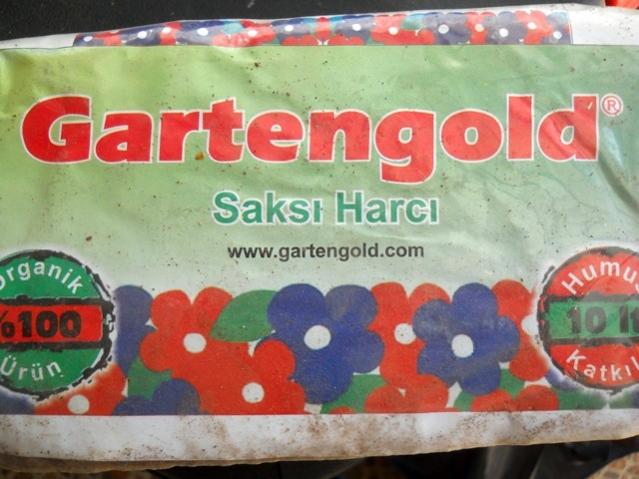 Gartengold®
Saksı Harcı
www.gartengold.com
Organik
%100
Ürün
Humus
10 lt
Katkılı